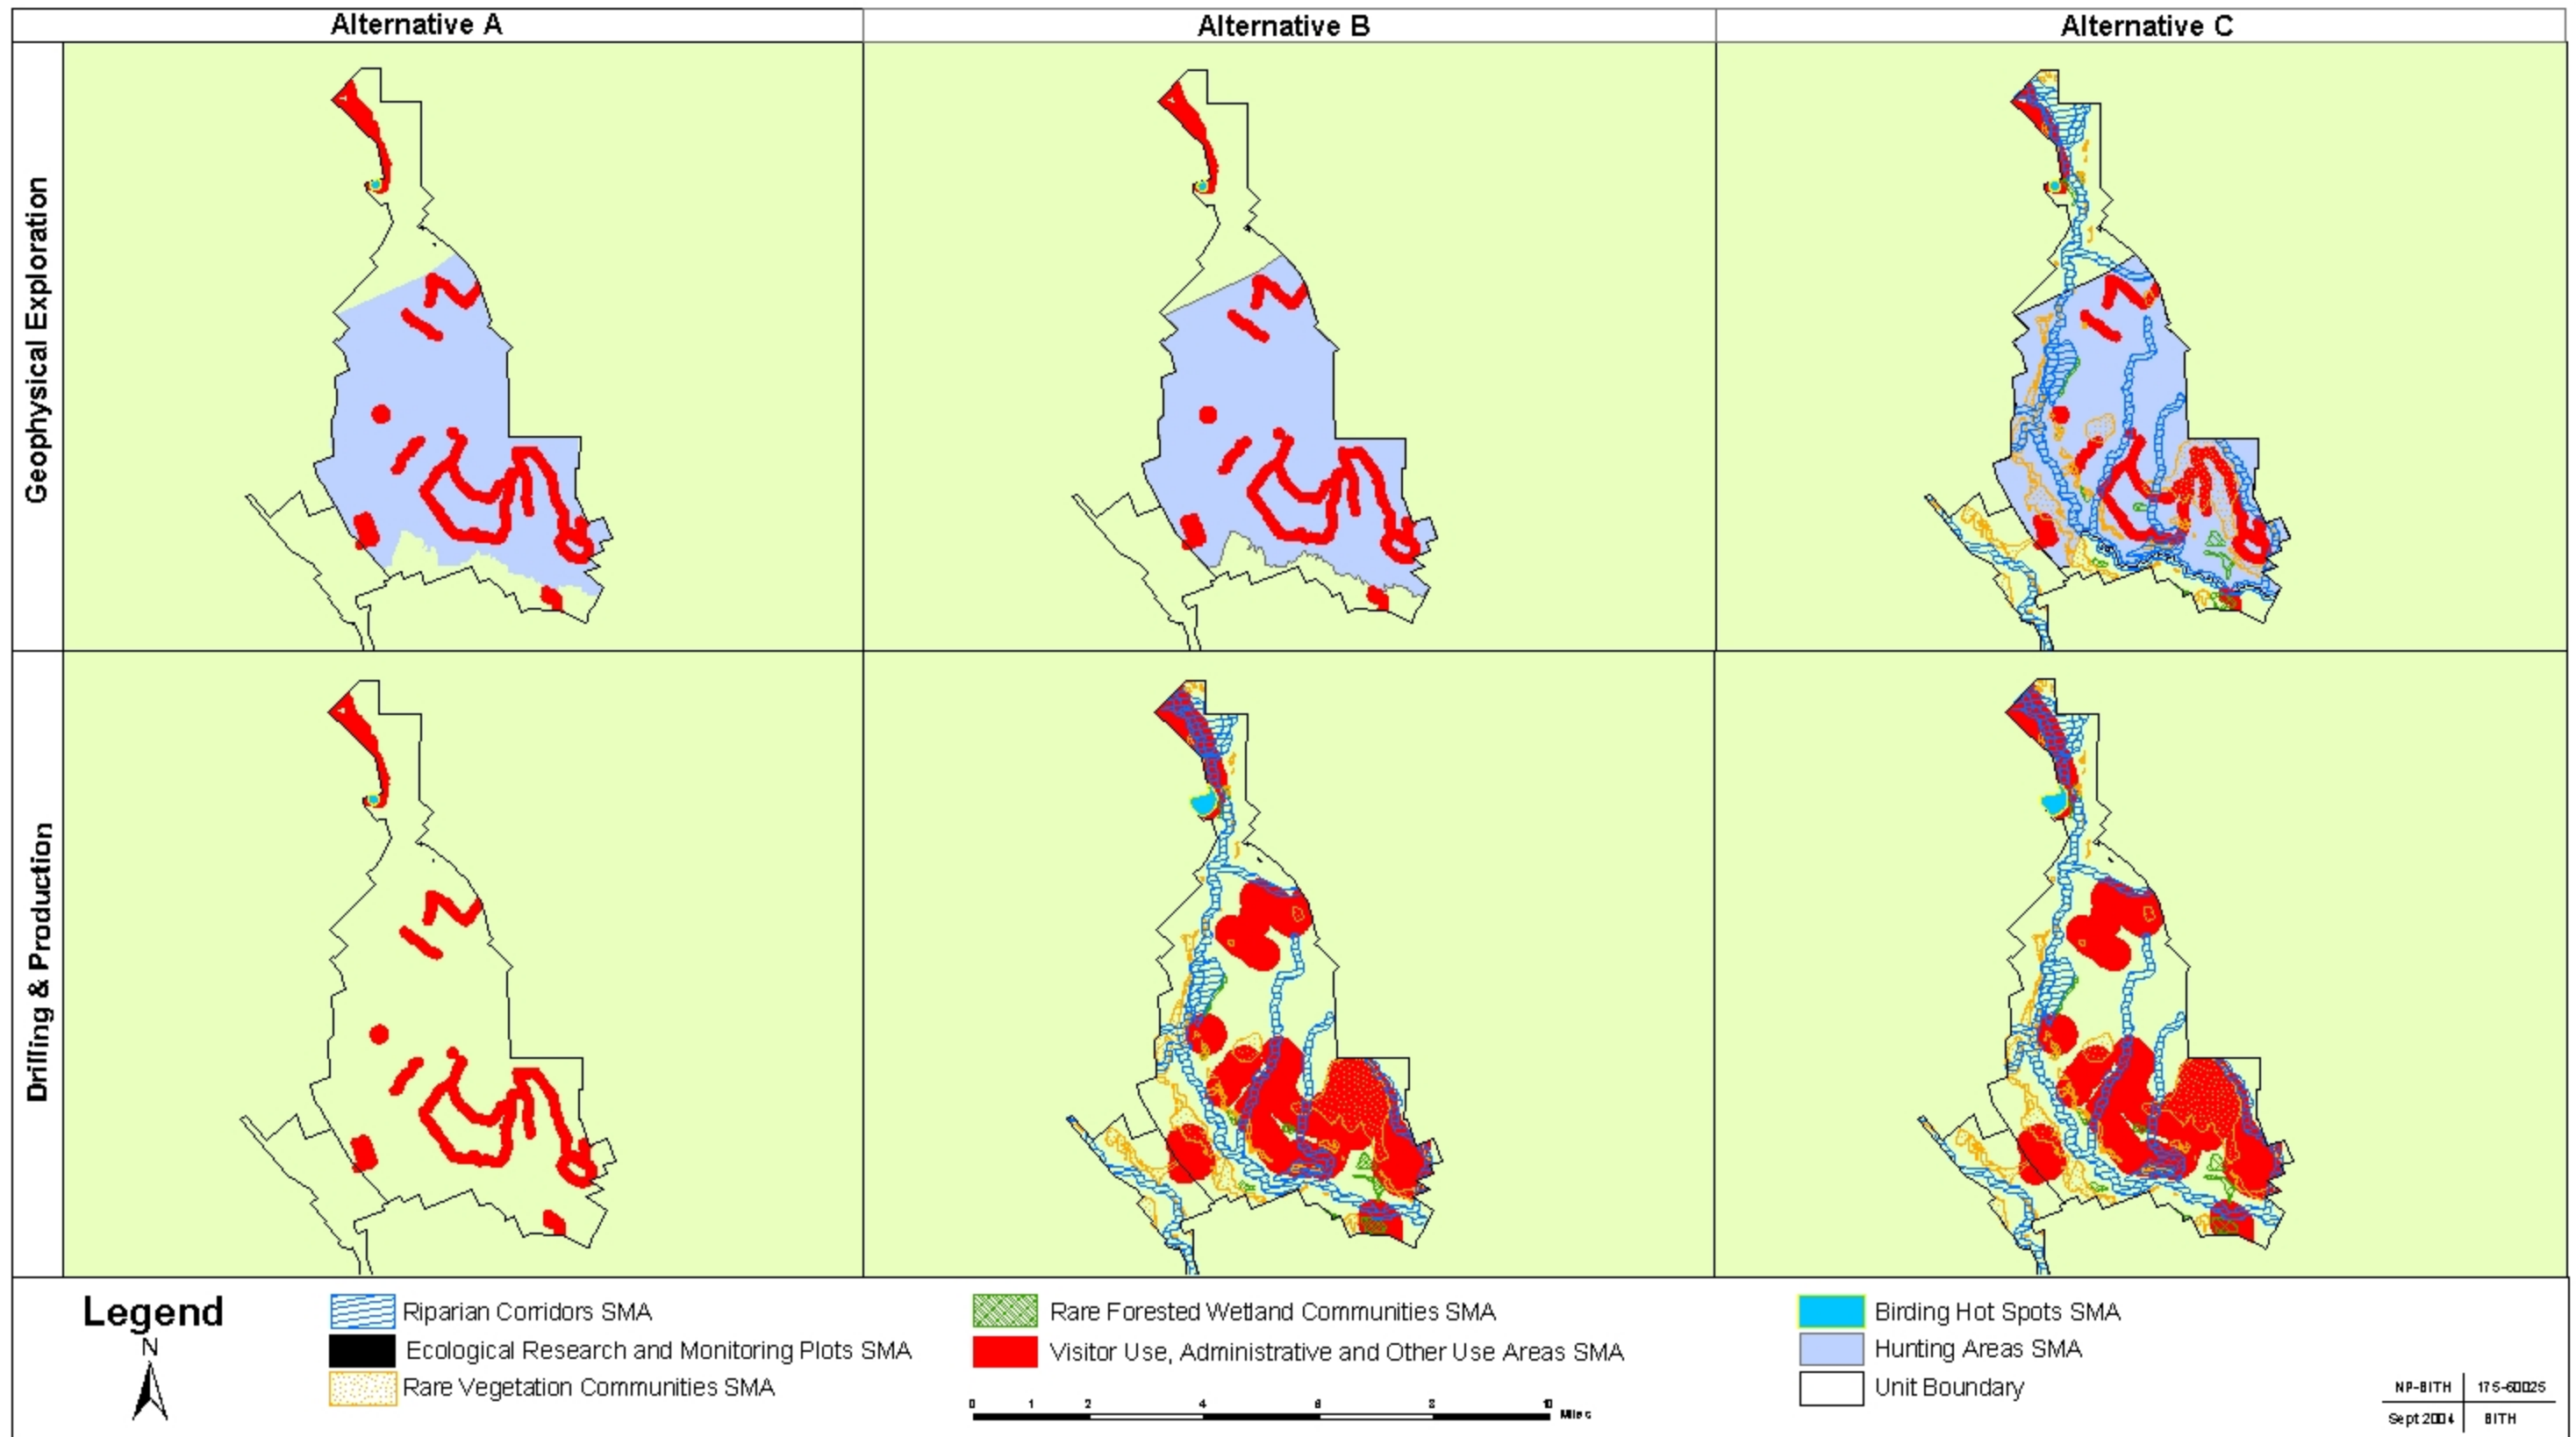 Alternative A
Alternative B
Alternative C
Geophysical Exploration
Drilling & Production
Legend
N
Riparian Corridors SMA
Ecological Research and Monitoring Plots SMA
Rare Vegetation Communities SMA
Rare Forested Wetland Communities SMA
Visitor Use, Administrative and Other Use Areas SMA
0 1 2 4 6 8 10 Miles
Birding Hot Spots SMA
Hunting Areas SMA
Unit Boundary
NP-BITH 175-60025
Sept 2004 BITH